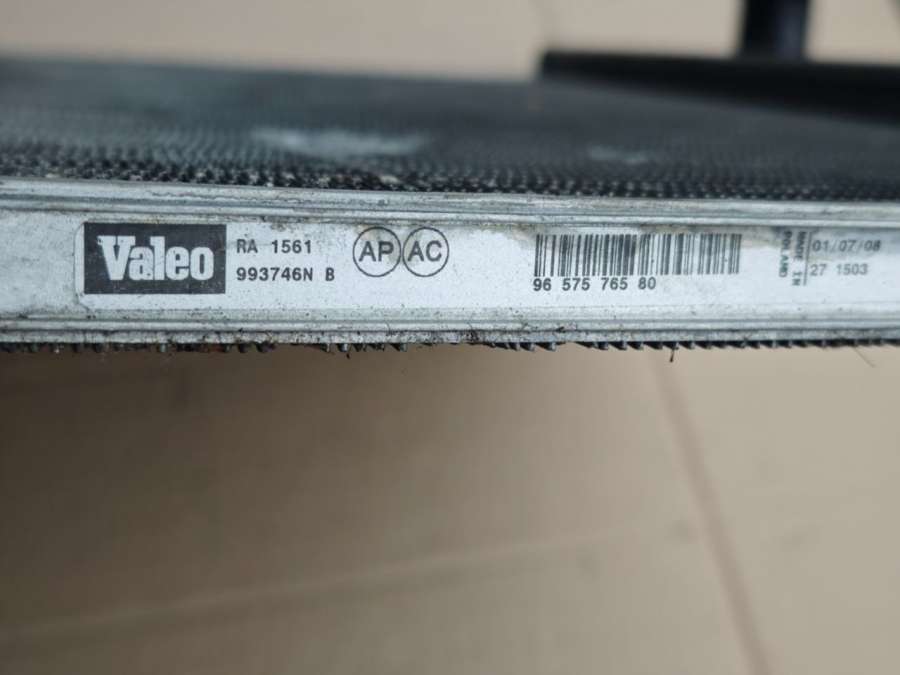 Valeo
RA 1561
993746N B
AP AC
96 575 765 80
MADE IN
POLAND
01/07/08
27 1503